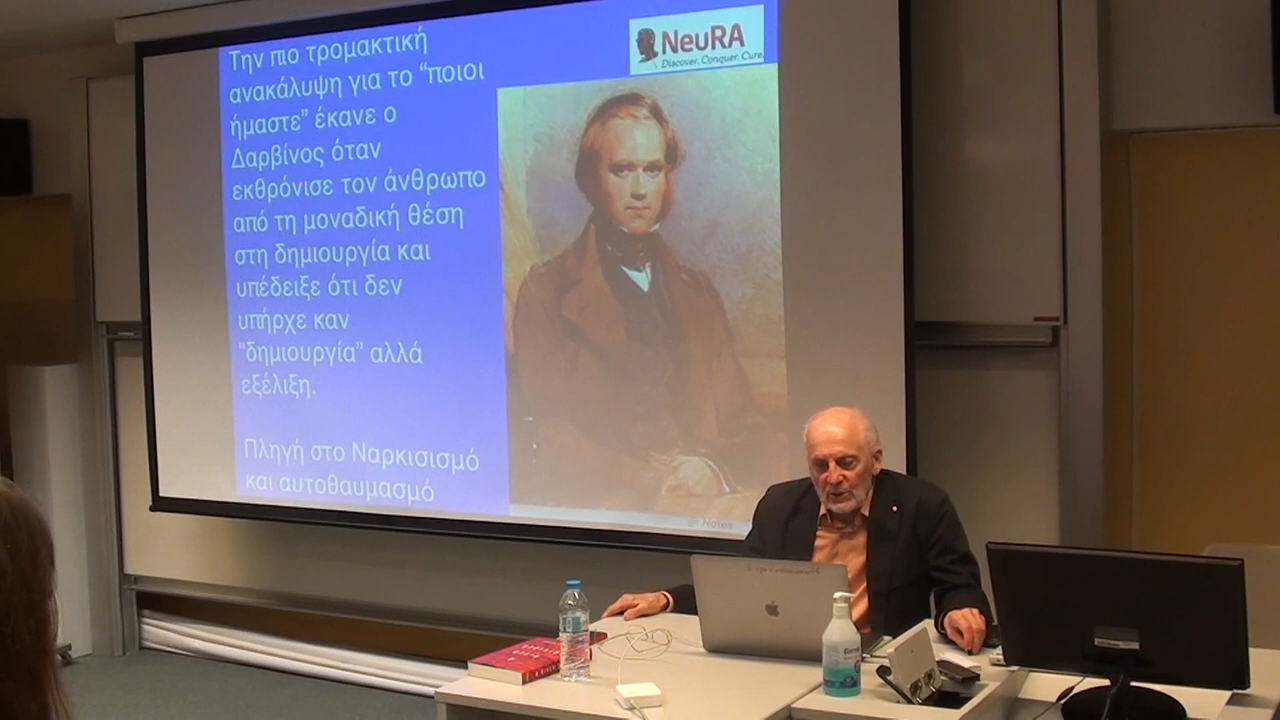 Την πιο τρομακτική
ανακάλυψη για το “ποιοι
ήμαστε” έκανε ο
Δαρβίνος όταν
εκθρόνισε τον άνθρωπο
από τη μοναδική θέση
στη δημιουργία και
υπέδειξε ότι δεν
υπήρχε καν
“δημιουργία” αλλά
εξέλιξη.
Πληγή στο Ναρκισισμό
και αυτοθαυμασμό
NeuRA
Discover. Conquer. Cure.
Notes